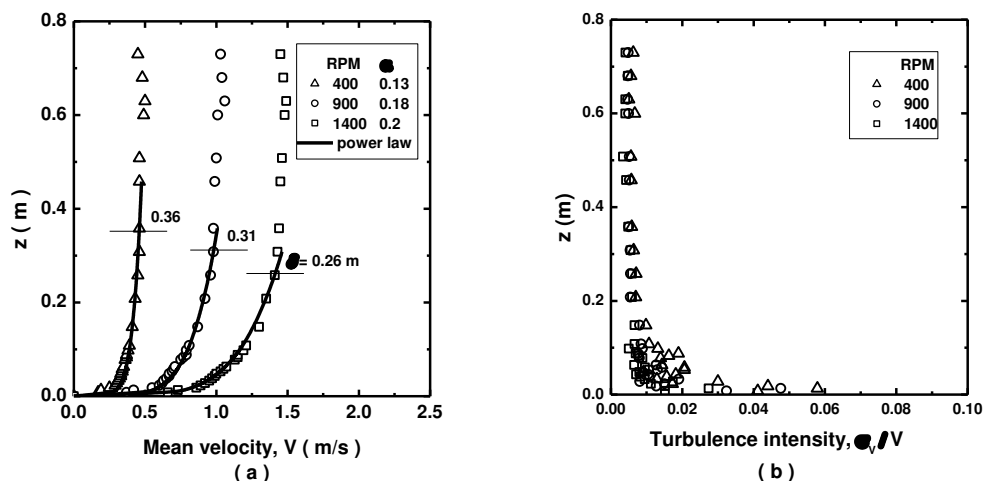 0.8
0.6
0.4
0.2
0.0
z ( m )
0.0 0.5 1.0 1.5 2.0 2.5
Mean velocity, V ( m/s )
( a )
RPM
400 0.13
900 0.18
1400 0.2
power law
0.36
0.31
= 0.26 m
0.8
0.6
0.4
0.2
0.0
z (m)
0.00 0.02 0.04 0.06 0.08 0.10
Turbulence intensity, V / V
( b )
RPM
400
900
1400